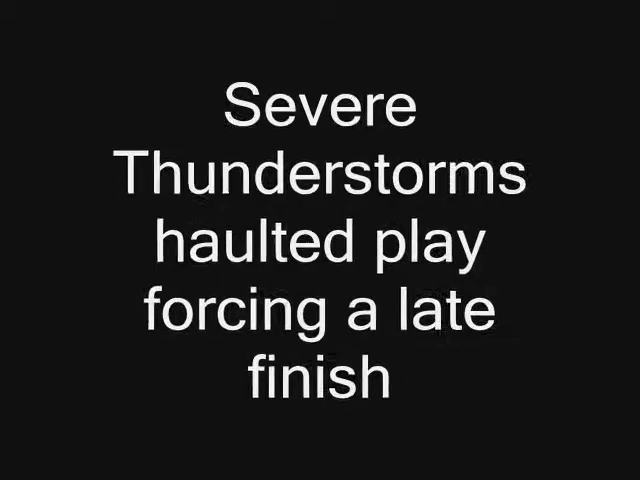 Severe
Thunderstorms
haulted play
forcing a late
finish